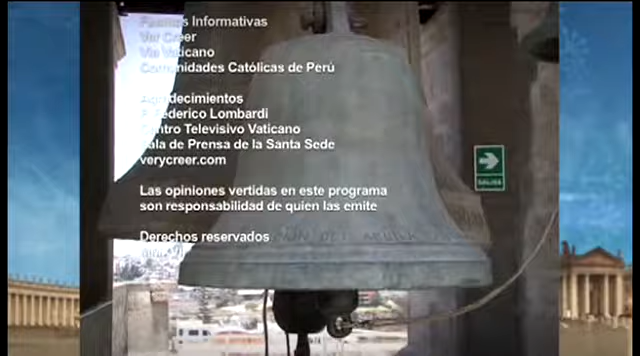 Fuentes Informativas
Ver Creer
Vía Vaticano
Comunidades Católicas de Perú
Agradecimientos
P. Federico Lombardi
Centro Televisivo Vaticano
Sala de Prensa de la Santa Sede
verycreer.com
Las opiniones vertidas en este programa
son responsabilidad de quien las emite
Derechos reservados
SALIDA